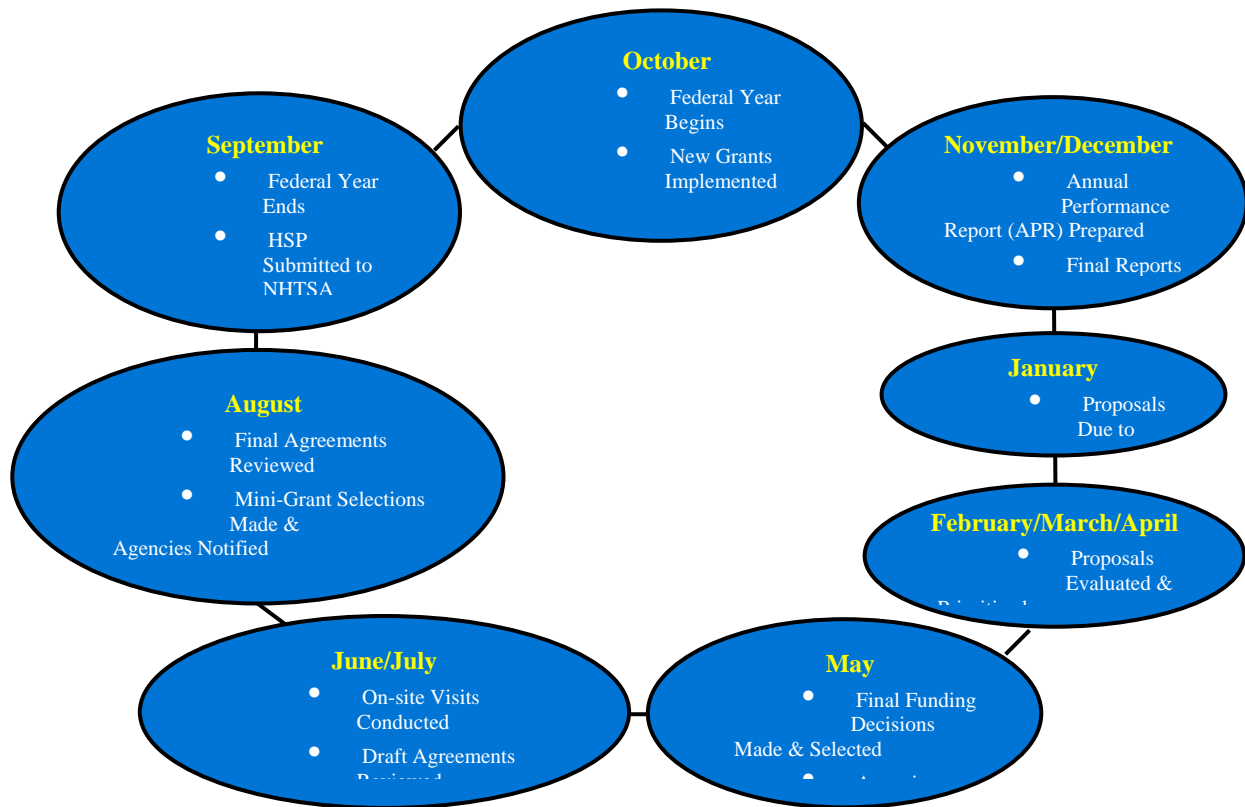 October
• Federal Year
Begins
• New Grants
Implemented
November/December
• Annual
Performance
Report (APR) Prepared
• Final Reports
January
• Proposals
Due to
February/March/April
• Proposals
Evaluated &
May
• Final Funding
Decisions
Made & Selected
•
June/July
• On-site Visits
Conducted
• Draft Agreements
Reviewed
August
• Final Agreements
Reviewed
• Mini-Grant Selections
Made &
Agencies Notified
September
• Federal Year
Ends
• HSP
Submitted to
NHTSA